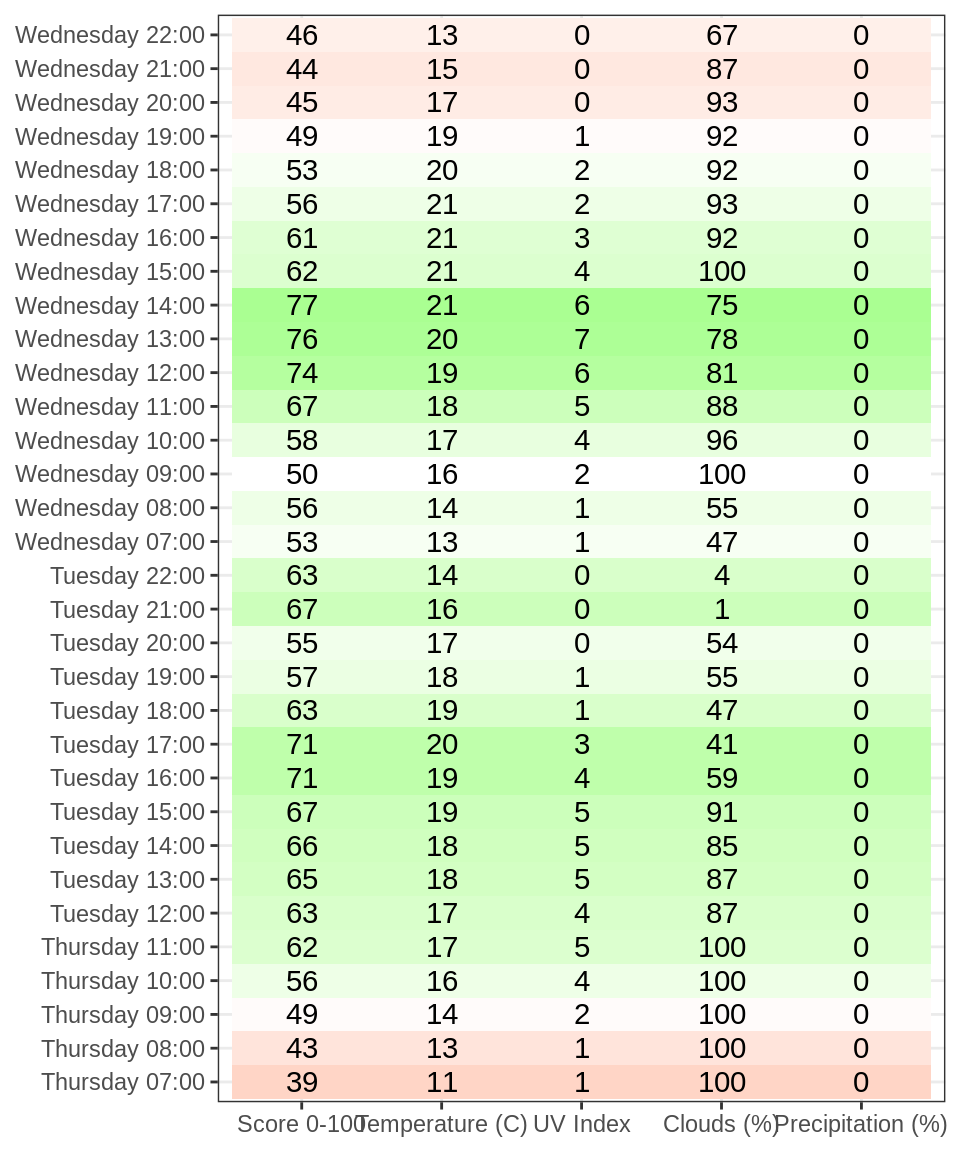 Wednesday 22:00 46 13 0 67 0
Wednesday 21:00 44 15 0 87 0
Wednesday 20:00 45 17 0 93 0
Wednesday 19:00 49 19 1 92 0
Wednesday 18:00 53 20 2 92 0
Wednesday 17:00 56 21 2 93 0
Wednesday 16:00 61 21 3 92 0
Wednesday 15:00 62 21 4 100 0
Wednesday 14:00 77 21 6 75 0
Wednesday 13:00 76 20 7 78 0
Wednesday 12:00 74 19 6 81 0
Wednesday 11:00 67 18 5 88 0
Wednesday 10:00 58 17 4 96 0
Wednesday 09:00 50 16 2 100 0
Wednesday 08:00 56 14 1 55 0
Wednesday 07:00 53 13 1 47 0
Tuesday 22:00 63 14 0 4 0
Tuesday 21:00 67 16 0 1 0
Tuesday 20:00 55 17 0 54 0
Tuesday 19:00 57 18 1 55 0
Tuesday 18:00 63 19 1 47 0
Tuesday 17:00 71 20 3 41 0
Tuesday 16:00 71 19 4 59 0
Tuesday 15:00 67 19 5 91 0
Tuesday 14:00 66 18 5 85 0
Tuesday 13:00 65 18 5 87 0
Tuesday 12:00 63 17 4 87 0
Thursday 11:00 62 17 5 100 0
Thursday 10:00 56 16 4 100 0
Thursday 09:00 49 14 2 100 0
Thursday 08:00 43 13 1 100 0
Thursday 07:00 39 11 1 100 0
Score 0-100 Temperature (C) UV Index Clouds (%) Precipitation (%)